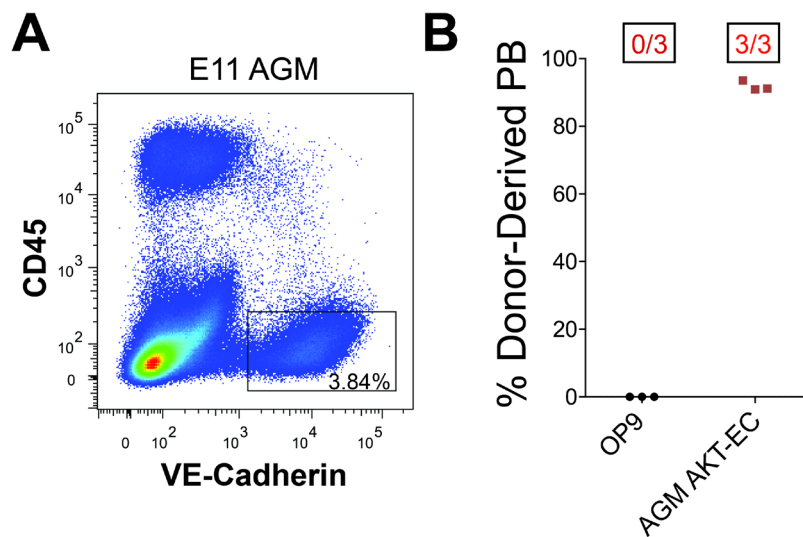 A
E11 AGM
CD45
10^5
10^4
10^3
10^2
0
3.84%
0 10^2 10^3 10^4 10^5
VE-Cadherin
B
0/3 3/3
% Donor-Derived PB
100
80
60
40
20
0
OP9
AGM AKT-EC